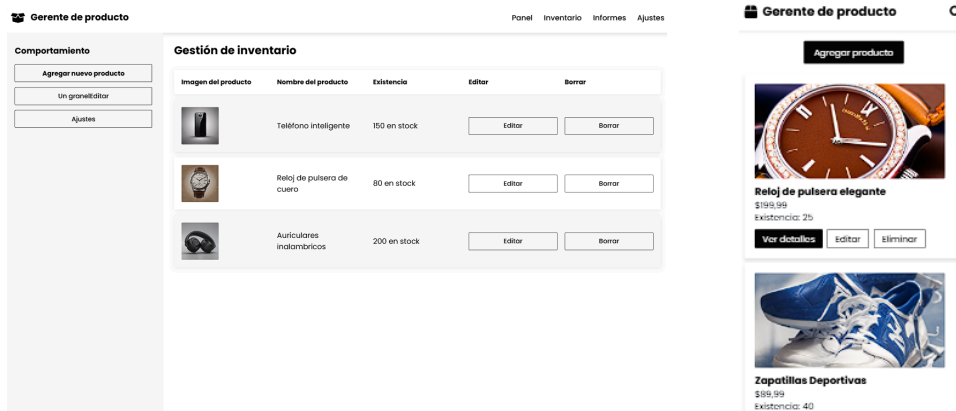 Gerente de producto
Panel Inventario Informes Ajustes
Comportamiento
Agregar nuevo producto
Un granelEditar
Ajustes
Gestión de inventario
Imagen del producto Nombre del producto Existencia Editar Borrar
Teléfono inteligente 150 en stock Editar Borrar
Reloj de pulsera de
cuero
80 en stock Editar Borrar
Auriculares
inalambricos
200 en stock Editar Borrar
Gerente de producto
Agregar producto
Reloj de pulsera elegante
$199,99
Existencia: 25
Ver detalles Editar Eliminar
Zapatillas Deportivas
$89,99
Existencia: 40